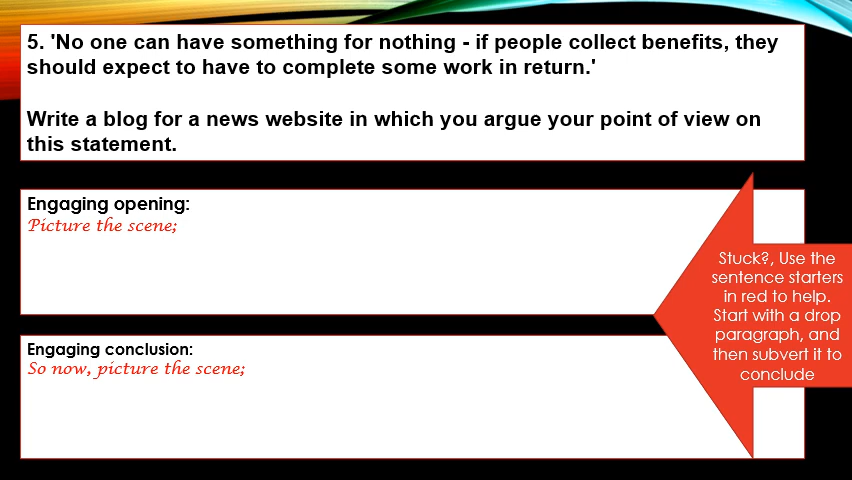 5. 'No one can have something for nothing - if people collect benefits, they
should expect to have to complete some work in return.'
Write a blog for a news website in which you argue your point of view on
this statement.
Engaging opening:
Picture the scene;
Stuck?, Use the
sentence starters
in red to help.
Start with a drop
paragraph, and
then subvert it to
conclude
Engaging conclusion:
So now, picture the scene;